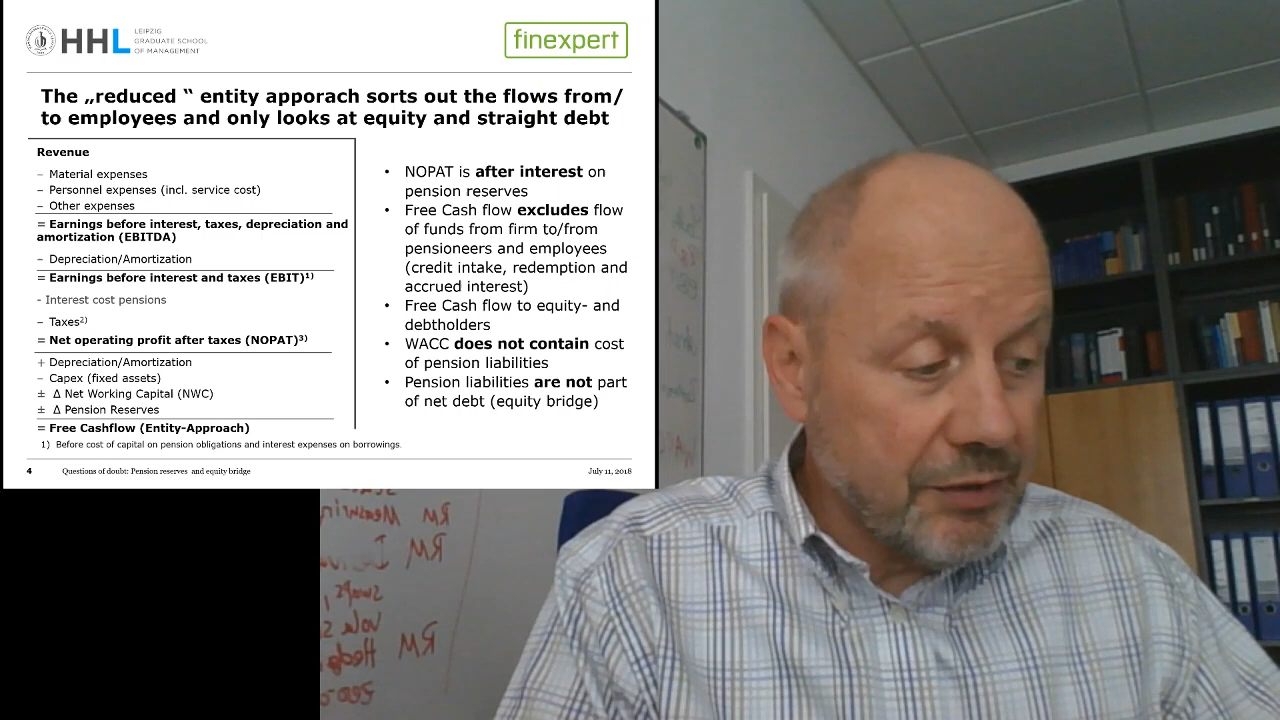 HHL
LEIPZIG
GRADUATE SCHOOL
OF MANAGEMENT
finexpert
The „reduced “ entity apporach sorts out the flows from/
to employees and only looks at equity and straight debt
Revenue
– Material expenses
– Personnel expenses (incl. service cost)
– Other expenses
= Earnings before interest, taxes, depreciation and
amortization (EBITDA)
– Depreciation/Amortization
= Earnings before interest and taxes (EBIT)1)
- Interest cost pensions
– Taxes2)
= Net operating profit after taxes (NOPAT)3)
+ Depreciation/Amortization
– Capex (fixed assets)
± Δ Net Working Capital (NWC)
± Δ Pension Reserves
= Free Cashflow (Entity-Approach)
1) Before cost of capital on pension obligations and interest expenses on borrowings.
• NOPAT is after interest on
pension reserves
• Free Cash flow excludes flow
of funds from firm to/from
pensioneers and employees
(credit intake, redemption and
accrued interest)
• Free Cash flow to equity- and
debtholders
• WACC does not contain cost
of pension liabilities
• Pension liabilities are not part
of net debt (equity bridge)
4 Questions of doubt: Pension reserves and equity bridge July 11, 2018
RM
RM
RM